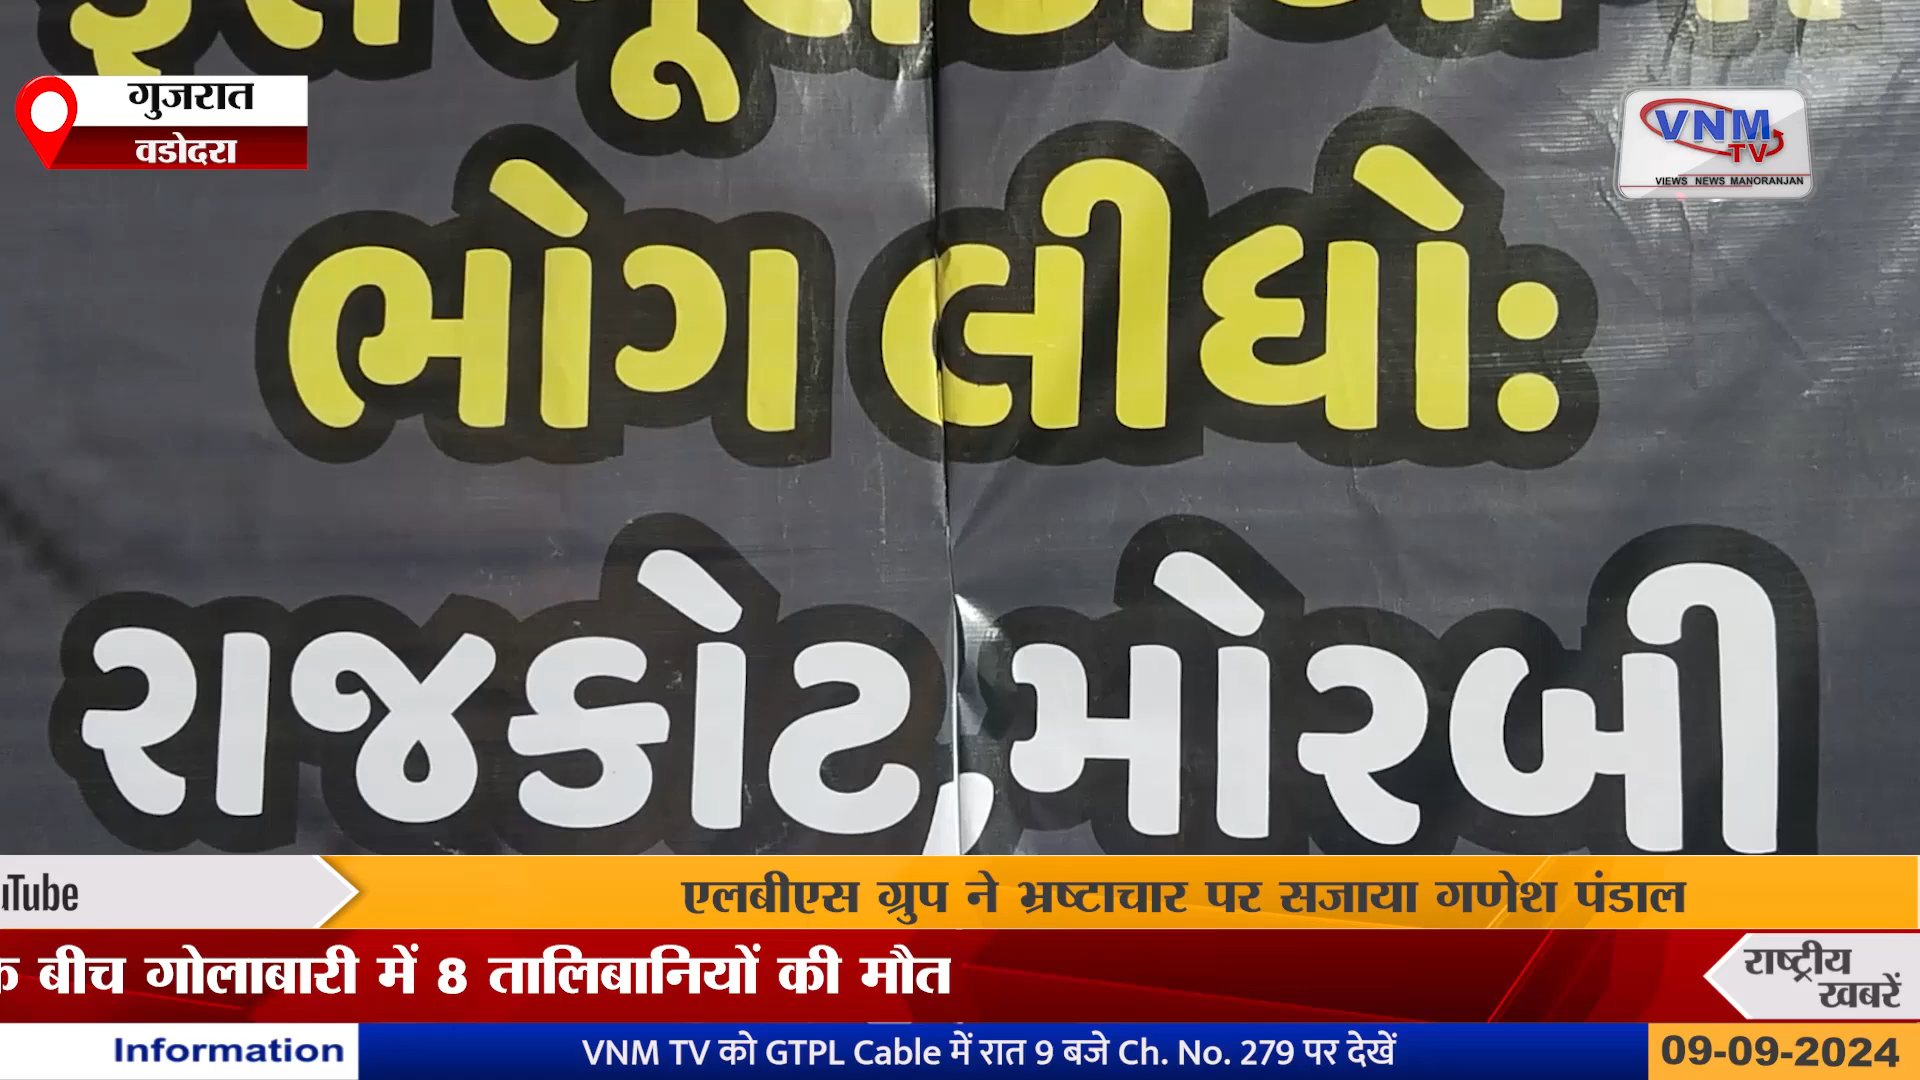 गुजरात
वडोदरा
VNM
TV
VIEWS NEWS MANORANJAN
ભોગ લીધોઃ
રાજકોટ, મોરબી
एलबीएस ग्रुप ने भ्रष्टाचार पर सजाया गणेश पंडाल
बीच गोलाबारी में 8 तालिबानियों की मौत
राष्ट्रीय
खबरें
Information
VNM TV को GTPL Cable में रात 9 बजे Ch. No. 279 पर देखें
09-09-2024